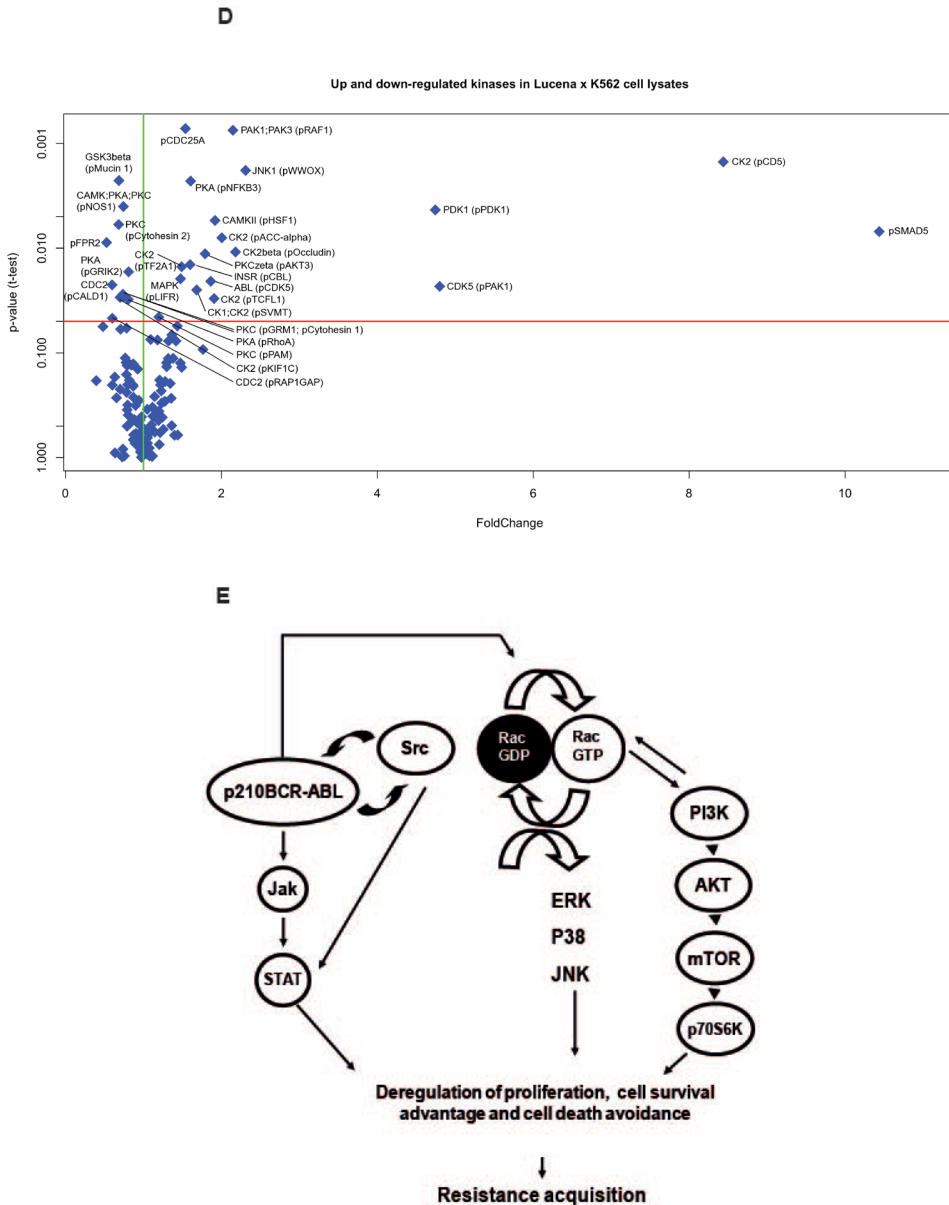 D
Up and down-regulated kinases in Lucena x K562 cell lysates
p-value (t-test)
0.001
0.010
0.100
1.000
pCDC25A
PAK1;PAK3 (pRAF1)
GSK3beta
(pMucin 1)
JNK1 (pWWOX)
CK2 (pCD5)
PKA (pNFKB3)
CAMK;PKA;PKC
(pNOS1)
PDK1 (pPDK1)
CAMKII (pHSF1)
PKC
(pCytohesin 2)
pSMAD5
CK2 (pACC-alpha)
pFPR2
CK2beta (pOccludin)
CK2
(pTF2A1)
PKCzeta (pAKT3)
PKA
(pGRIK2)
INSR (pCBL)
CDC2
(pCALD1)
MAPK
(pLIFR)
ABL (pCDK5)
CDK5 (pPAK1)
CK2 (pTCFL1)
CK1;CK2 (pSVMT)
PKC (pGRM1; pCytohesin 1)
PKA (pRhoA)
PKC (pPAM)
CK2 (pKIF1C)
CDC2 (pRAP1GAP)
0 2 4 6 8 10
FoldChange
E
Src
Rac
GDP
Rac
GTP
p210BCR-ABL
PI3K
Jak
AKT
ERK
P38
mTOR
JNK
STAT
p70S6K
Deregulation of proliferation, cell survival
advantage and cell death avoidance
Resistance acquisition